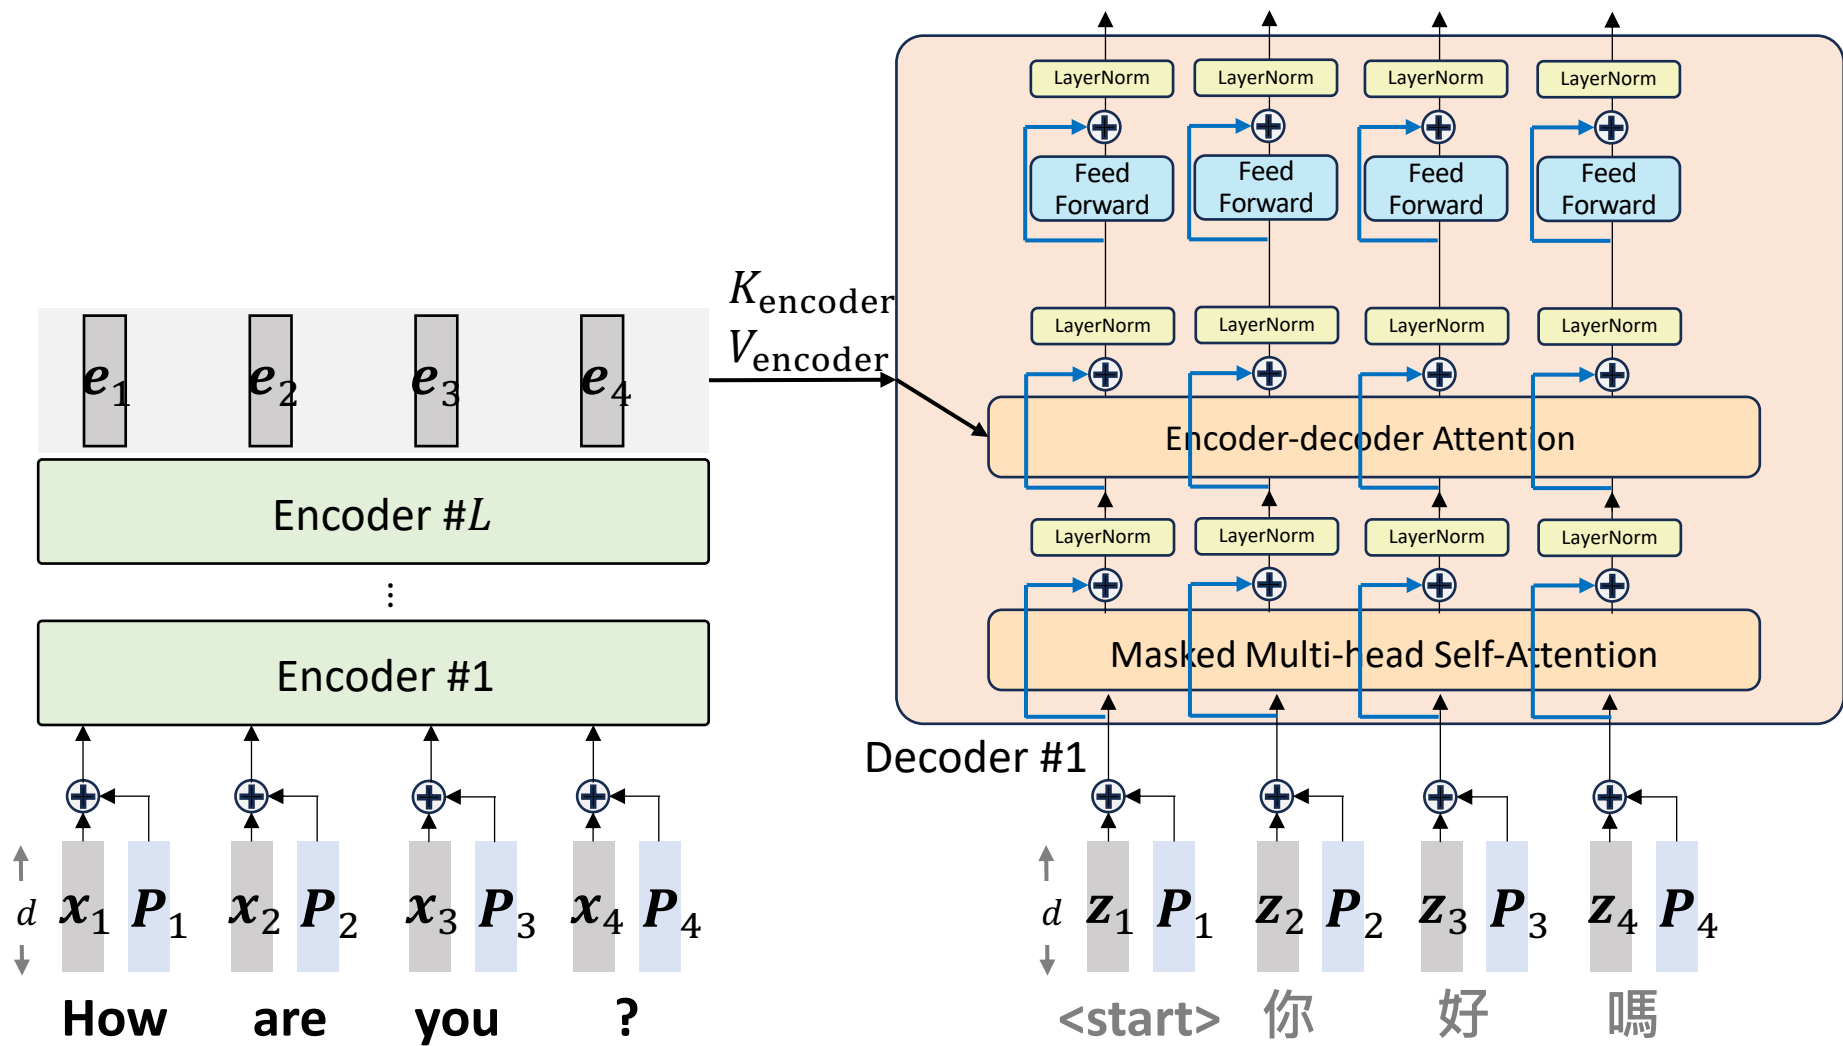 LayerNorm LayerNorm LayerNorm LayerNorm
Feed Forward Feed Forward Feed Forward Feed Forward
K_encoder
V_encoder
LayerNorm LayerNorm LayerNorm LayerNorm
e_1 e_2 e_3 e_4
Encoder-decoder Attention
Encoder #L
LayerNorm LayerNorm LayerNorm LayerNorm
⋮
Encoder #1
Masked Multi-head Self-Attention
Decoder #1
d x_1 P_1 x_2 P_2 x_3 P_3 x_4 P_4
d z_1 P_1 z_2 P_2 z_3 P_3 z_4 P_4
How are you ?
<start> 你 好 嗎